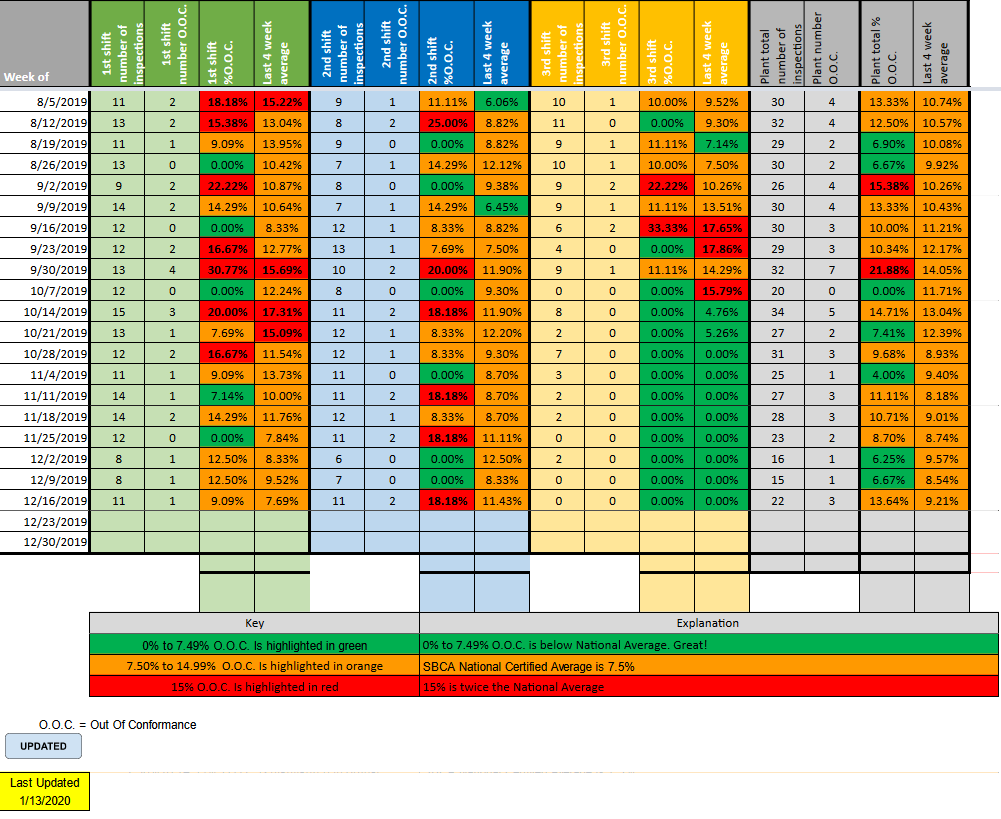 Week of 1st shift number of inspections 1st shift number O.O.C. 1st shift %O.O.C. Last 4 week average 2nd shift number of inspections 2nd shift number O.O.C. 2nd shift %O.O.C. Last 4 week average 3rd shift number of inspections 3rd shift number O.O.C. 3rd shift %O.O.C. Last 4 week average Plant total number of inspections Plant number O.O.C. Plant total % O.O.C. Last 4 week average
8/5/2019 11 2 18.18% 15.22% 9 1 11.11% 6.06% 10 1 10.00% 9.52% 30 4 13.33% 10.74%
8/12/2019 13 2 15.38% 13.04% 8 2 25.00% 8.82% 11 0 0.00% 9.30% 32 4 12.50% 10.57%
8/19/2019 11 1 9.09% 13.95% 9 0 0.00% 8.82% 9 1 11.11% 7.14% 29 2 6.90% 10.08%
8/26/2019 13 0 0.00% 10.42% 7 1 14.29% 12.12% 10 1 10.00% 7.50% 30 2 6.67% 9.92%
9/2/2019 9 2 22.22% 10.87% 8 0 0.00% 9.38% 9 2 22.22% 10.26% 26 4 15.38% 10.26%
9/9/2019 14 2 14.29% 10.64% 7 1 14.29% 6.45% 9 1 11.11% 13.51% 30 4 13.33% 10.43%
9/16/2019 12 0 0.00% 8.33% 12 1 8.33% 8.82% 6 2 33.33% 17.65% 30 3 10.00% 11.21%
9/23/2019 12 2 16.67% 12.77% 13 1 7.69% 7.50% 4 0 0.00% 17.86% 29 3 10.34% 12.17%
9/30/2019 13 4 30.77% 15.69% 10 2 20.00% 11.90% 9 1 11.11% 14.29% 32 7 21.88% 14.05%
10/7/2019 12 0 0.00% 12.24% 8 0 0.00% 9.30% 0 0 0.00% 15.79% 20 0 0.00% 11.71%
10/14/2019 15 3 20.00% 17.31% 11 2 18.18% 11.90% 8 0 0.00% 4.76% 34 5 14.71% 13.04%
10/21/2019 13 1 7.69% 15.09% 12 1 8.33% 12.20% 2 0 0.00% 5.26% 27 2 7.41% 12.39%
10/28/2019 12 2 16.67% 11.54% 12 1 8.33% 9.30% 7 0 0.00% 0.00% 31 3 9.68% 8.93%
11/4/2019 11 1 9.09% 13.73% 11 0 0.00% 8.70% 3 0 0.00% 0.00% 25 1 4.00% 9.40%
11/11/2019 14 1 7.14% 10.00% 11 2 18.18% 8.70% 2 0 0.00% 0.00% 27 3 11.11% 8.18%
11/18/2019 14 2 14.29% 11.76% 12 1 8.33% 8.70% 2 0 0.00% 0.00% 28 3 10.71% 9.01%
11/25/2019 12 0 0.00% 7.84% 11 2 18.18% 11.11% 0 0 0.00% 0.00% 23 2 8.70% 8.74%
12/2/2019 8 1 12.50% 8.33% 6 0 0.00% 12.50% 2 0 0.00% 0.00% 16 1 6.25% 9.57%
12/9/2019 8 1 12.50% 9.52% 7 0 0.00% 8.33% 0 0 0.00% 0.00% 15 1 6.67% 8.54%
12/16/2019 11 1 9.09% 7.69% 11 2 18.18% 11.43% 0 0 0.00% 0.00% 22 3 13.64% 9.21%
12/23/2019
12/30/2019
Key Explanation
0% to 7.49% O.O.C. Is highlighted in green 0% to 7.49% O.O.C. is below National Average. Great!
7.50% to 14.99% O.O.C. Is highlighted in orange SBCA National Certified Average is 7.5%
15% O.O.C. Is highlighted in red 15% is twice the National Average
O.O.C. = Out Of Conformance
UPDATED
Last Updated
1/13/2020